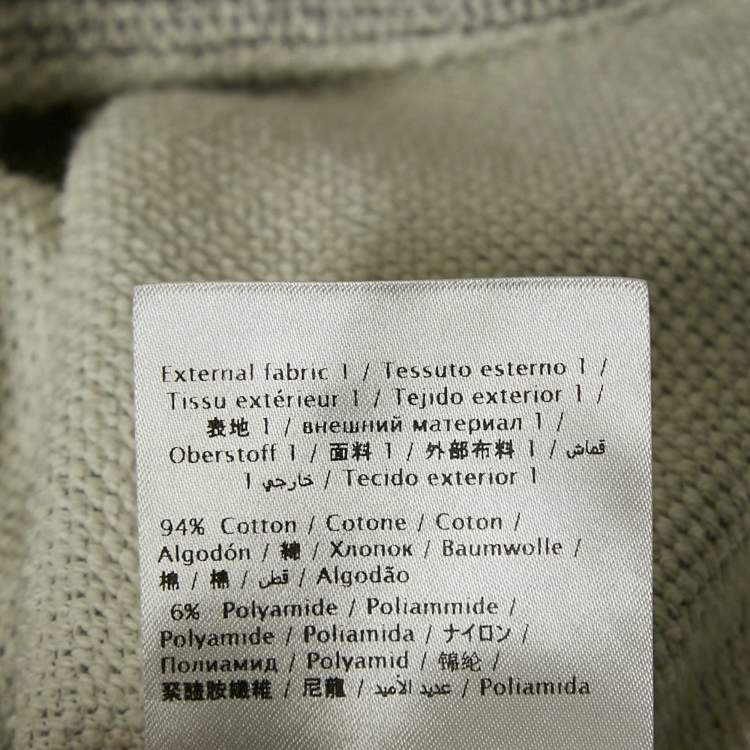 External fabric 1 / Tessuto esterno 1 /
Tissu extérieur 1 / Tejido exterior 1 /
表地 1 / внешний материал 1 /
Oberstoff 1 / 面料 1 / 外部布料 1 / قماش
خارجي 1 / Tecido exterior 1
94% Cotton / Cotone / Coton /
Algodón / 綿 / Хлопок / Baumwolle /
棉 / 棉 / قطن / Algodão
6% Polyamide / Poliammide /
Polyamide / Poliamida / ナイロン /
Полиамид / Polyamid / 锦纶 /
聚醯胺纖維 / 尼龍 / عديد الأميد / Poliamida